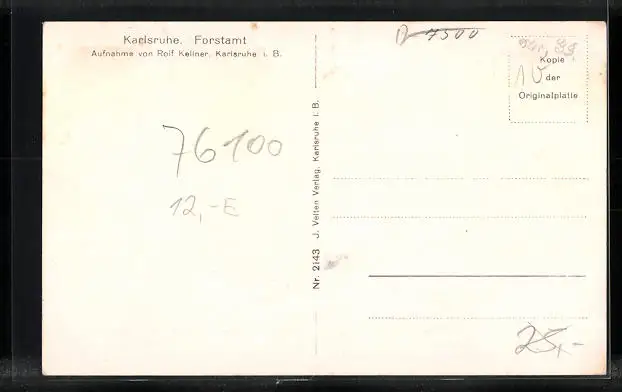 Karlsruhe. Forstamt
Aufnahme von Rolf Kellner, Karlsruhe i. B.
D-7500
Kopie
10
der
Originalplatte
76100
12,-E
Nr. 2143 J. Velten Verlag, Karlsruhe i. B.
25,-